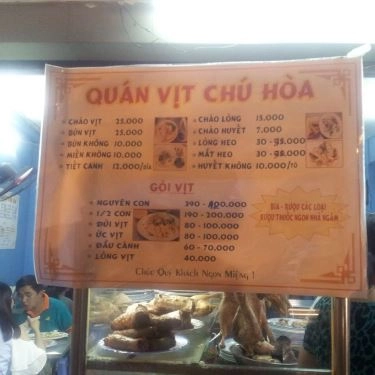 QUÁN VỊT CHÚ HÒA
CHÁO VỊT 25.000
BÚN VỊT 25.000
BÚN KHÔNG 10.000
MIẾN KHÔNG 10.000
TIẾT CANH 12.000/DĨA
CHÁO LÒNG 15.000
CHÁO HUYẾT 7.000
LÒNG HEO 30 - 35.000
MẮT HEO 30 - 35.000
HUYẾT KHÔNG 10.000/TÔ
GỎI VỊT
NGUYÊN CON 390 - 400.000
1/2 CON 190 - 200.000
ĐÙI VỊT 80 - 100.000
ỨC VỊT 80 - 100.000
ĐẦU CÁNH 60 - 70.000
LÒNG VỊT 40.000
BIA - RƯỢU CÁC LOẠI
RƯỢU THUỐC NGON NHÀ NGÂM
Chúc Quý Khách Ngon Miệng !